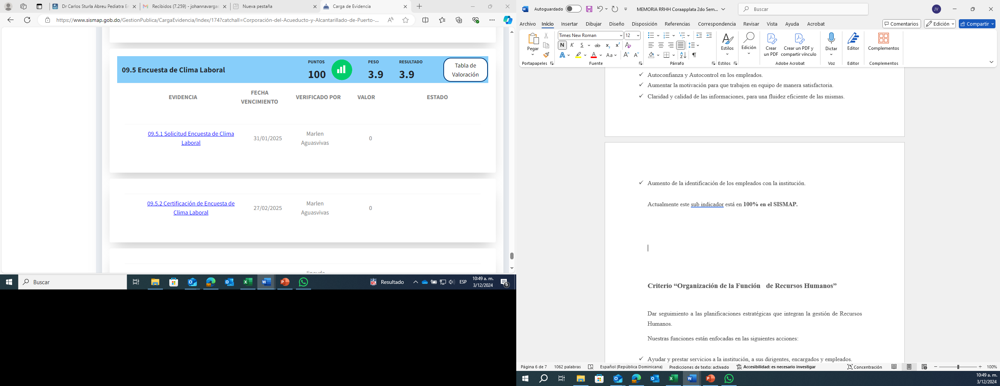 Dr Carlos Sturla Abreu Pediatra En
Recibidos (7.259) - johannavargas
Nueva pestaña
Carga de Evidencia
https://www.sismap.gob.do/GestionPublica/CargaEvidencia/Index/174?catchall=Corporación-del-Acueducto-y-Alcantarillado-de-Puerto-...
09.5 Encuesta de Clima Laboral
PUNTOS
100
PESO
3.9
RESULTADO
3.9
Tabla de
Valoración
EVIDENCIA
FECHA
VENCIMIENTO
VERIFICADO POR
VALOR
ESTADO
09.5.1 Solicitud Encuesta de Clima
Laboral
31/01/2025
Marlen
Aguasvivas
0
09.5.2 Certificación de Encuesta de
Clima Laboral
27/02/2025
Marlen
Aguasvivas
0
Buscar
Resultado
ESP
10:49 a. m.
3/12/2024
6
Autoguardado
MEMORIA RRHH Coraapplata 2do Sem...
Buscar
JV
Archivo
Inicio
Insertar
Dibujar
Diseño
Disposición
Referencias
Correspondencia
Revisar
Vista
Ayuda
Acrobat
Comentarios
Edición
Compartir
Pegar
Portapapeles
Times New Roman
12
N K S ab x₂ x²
A A Aa A A
Fuente
Párrafo
Estilos
Estilos
Edición
Crear
un PDF
Crear un PDF y
compartir vínculo
Adobe Acrobat
Dictar
Voz
Editor
Editor
Complementos
Complementos
✓ Autoconfianza y Autocontrol en los empleados.
✓ Aumentar la motivación para que trabajen en equipo de manera satisfactoria.
✓ Claridad y calidad de las informaciones, para una fluidez eficiente de las mismas.
✓ Aumento de la identificación de los empleados con la institución.
Actualmente este sub indicador está en 100% en el SISMAP.
Criterio “Organización de la Función de Recursos Humanos”
Dar seguimiento a las planificaciones estratégicas que integran la gestión de Recursos
Humanos.
Nuestras funciones están enfocadas en las siguientes acciones:
✓ Ayudar y prestar servicios a la institución, a sus dirigentes, encargados y empleados.
Página 6 de 7
1062 palabras
Español (República Dominicana)
Predicciones de texto: activado
Accesibilidad: es necesario investigar
Concentración
100%
10:49 a. m.
3/12/2024